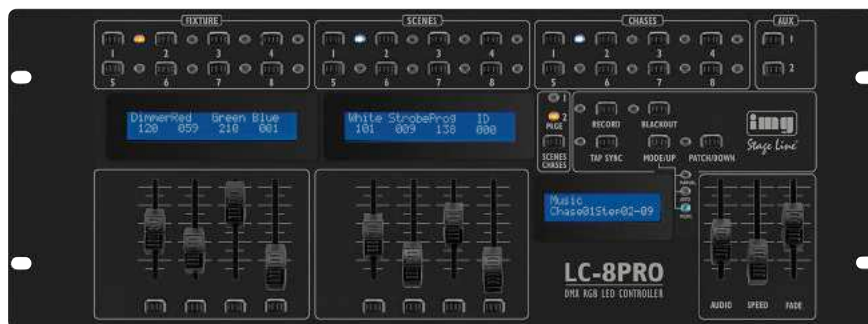 FIXTURE
1 2 3 4
5 6 7 8
SCENES
1 2 3 4
5 6 7 8
CHASES
1 2 3 4
5 6 7 8
AUX
1
2
DimmerRed Green Blue
120 059 210 001
White StrobeProg ID
101 009 138 000
1
2
PAGE
SCENES
CHASES
RECORD
BLACKOUT
TAP SYNC
MODE/UP
PATCH/DOWN
img
Stage Line
Music
Chase01Step02-09
LC-8PRO
DMX RGB LED CONTROLLER
AUDIO
SPEED
FADE